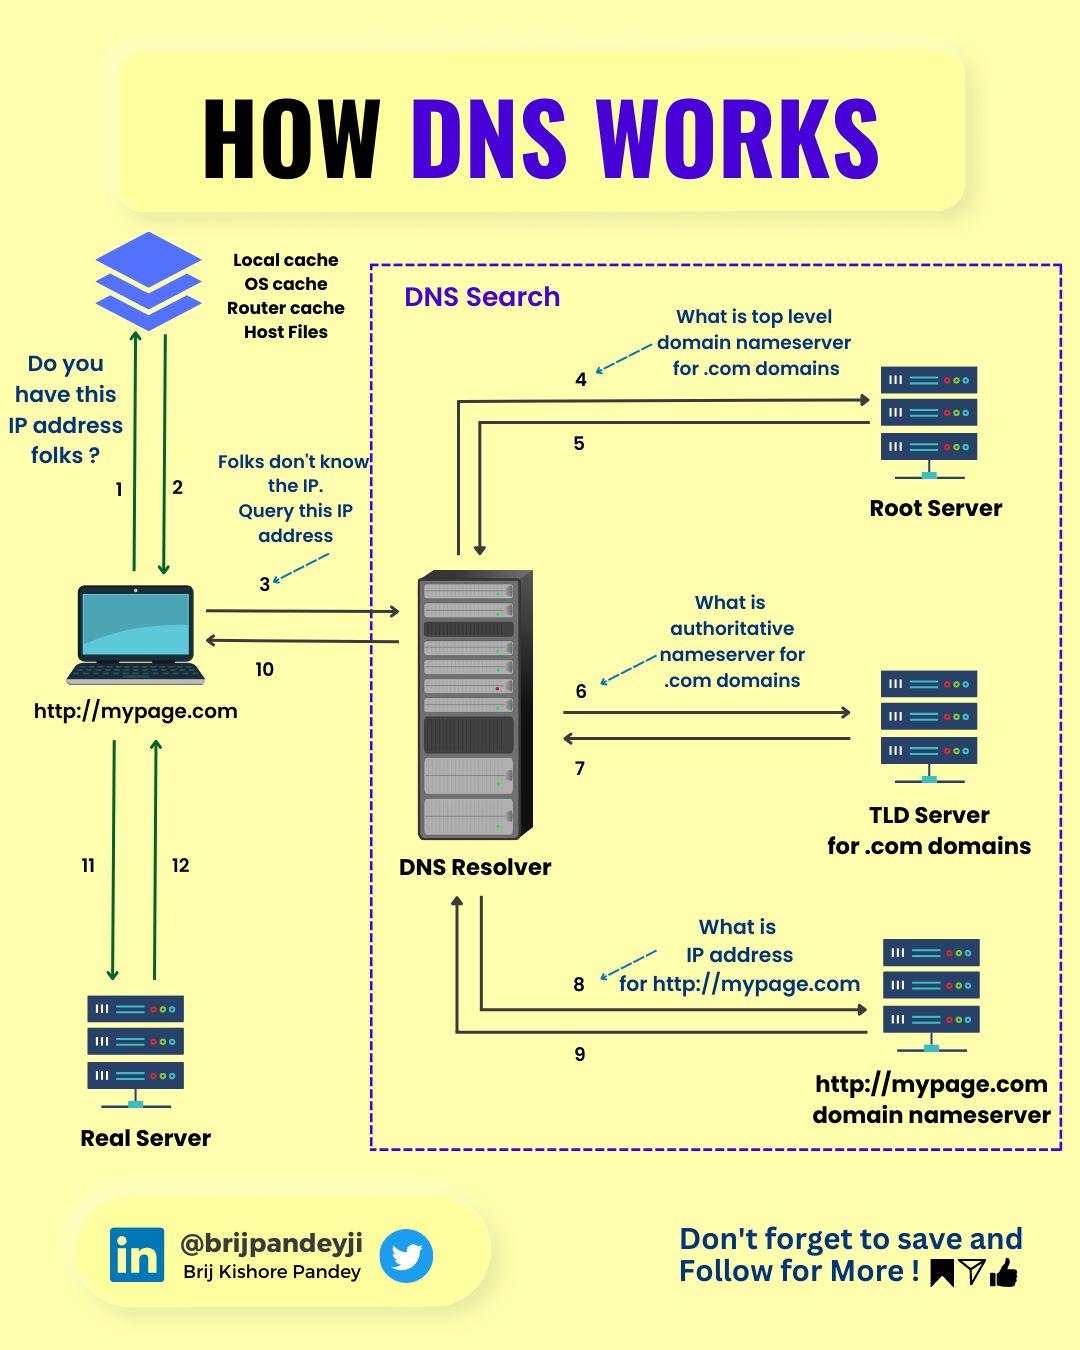 HOW DNS WORKS
Local cache
OS cache
Router cache
Host Files
Do you
have this
IP address
folks ?
1
2
Folks don't know
the IP.
Query this IP
address
3
10
http://mypage.com
11
12
Real Server
DNS Search
What is top level
domain nameserver
for .com domains
4
5
Root Server
DNS Resolver
What is
authoritative
nameserver for
.com domains
6
7
TLD Server
for .com domains
What is
IP address
for http://mypage.com
8
9
http://mypage.com
domain nameserver
in
@brijpandeyji
Brij Kishore Pandey
Don't forget to save and
Follow for More !